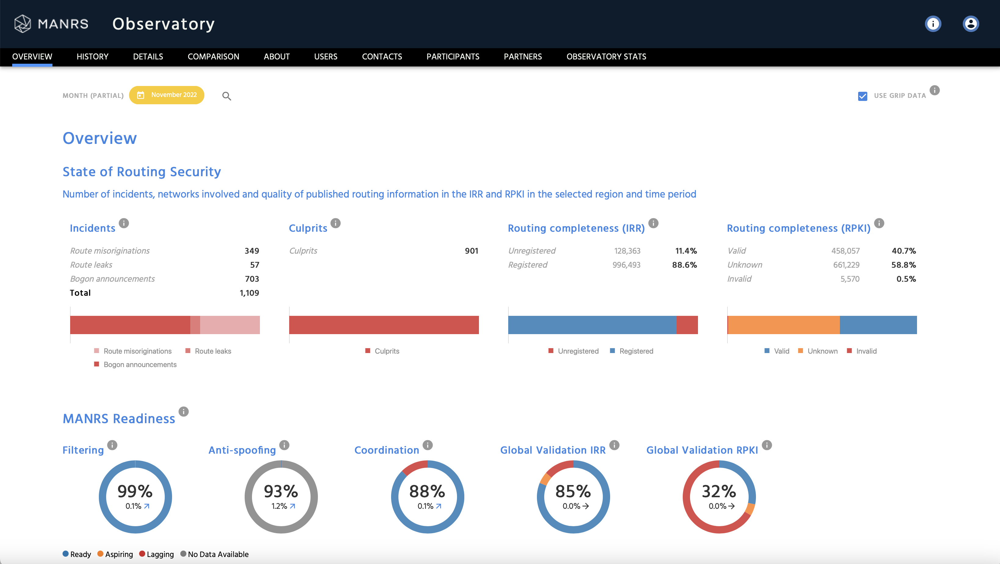 MANRS Observatory
OVERVIEW HISTORY DETAILS COMPARISON ABOUT USERS CONTACTS PARTICIPANTS PARTNERS OBSERVATORY STATS
MONTH (PARTIAL) November 2022 USE GRIP DATA
Overview
State of Routing Security
Number of incidents, networks involved and quality of published routing information in the IRR and RPKI in the selected region and time period
Incidents
Route misoriginations 349
Route leaks 57
Bogon announcements 703
Total 1,109
Route misoriginations Route leaks
Bogon announcements
Culprits
Culprits 901
Culprits
Routing completeness (IRR)
Unregistered 128,363 11.4%
Registered 996,493 88.6%
Unregistered Registered
Routing completeness (RPKI)
Valid 458,057 40.7%
Unknown 661,229 58.8%
Invalid 5,570 0.5%
Valid Unknown Invalid
MANRS Readiness
Filtering
99%
0.1%
Anti-spoofing
93%
1.2%
Coordination
88%
0.1%
Global Validation IRR
85%
0.0%
Global Validation RPKI
32%
0.0%
Ready Aspiring Lagging No Data Available